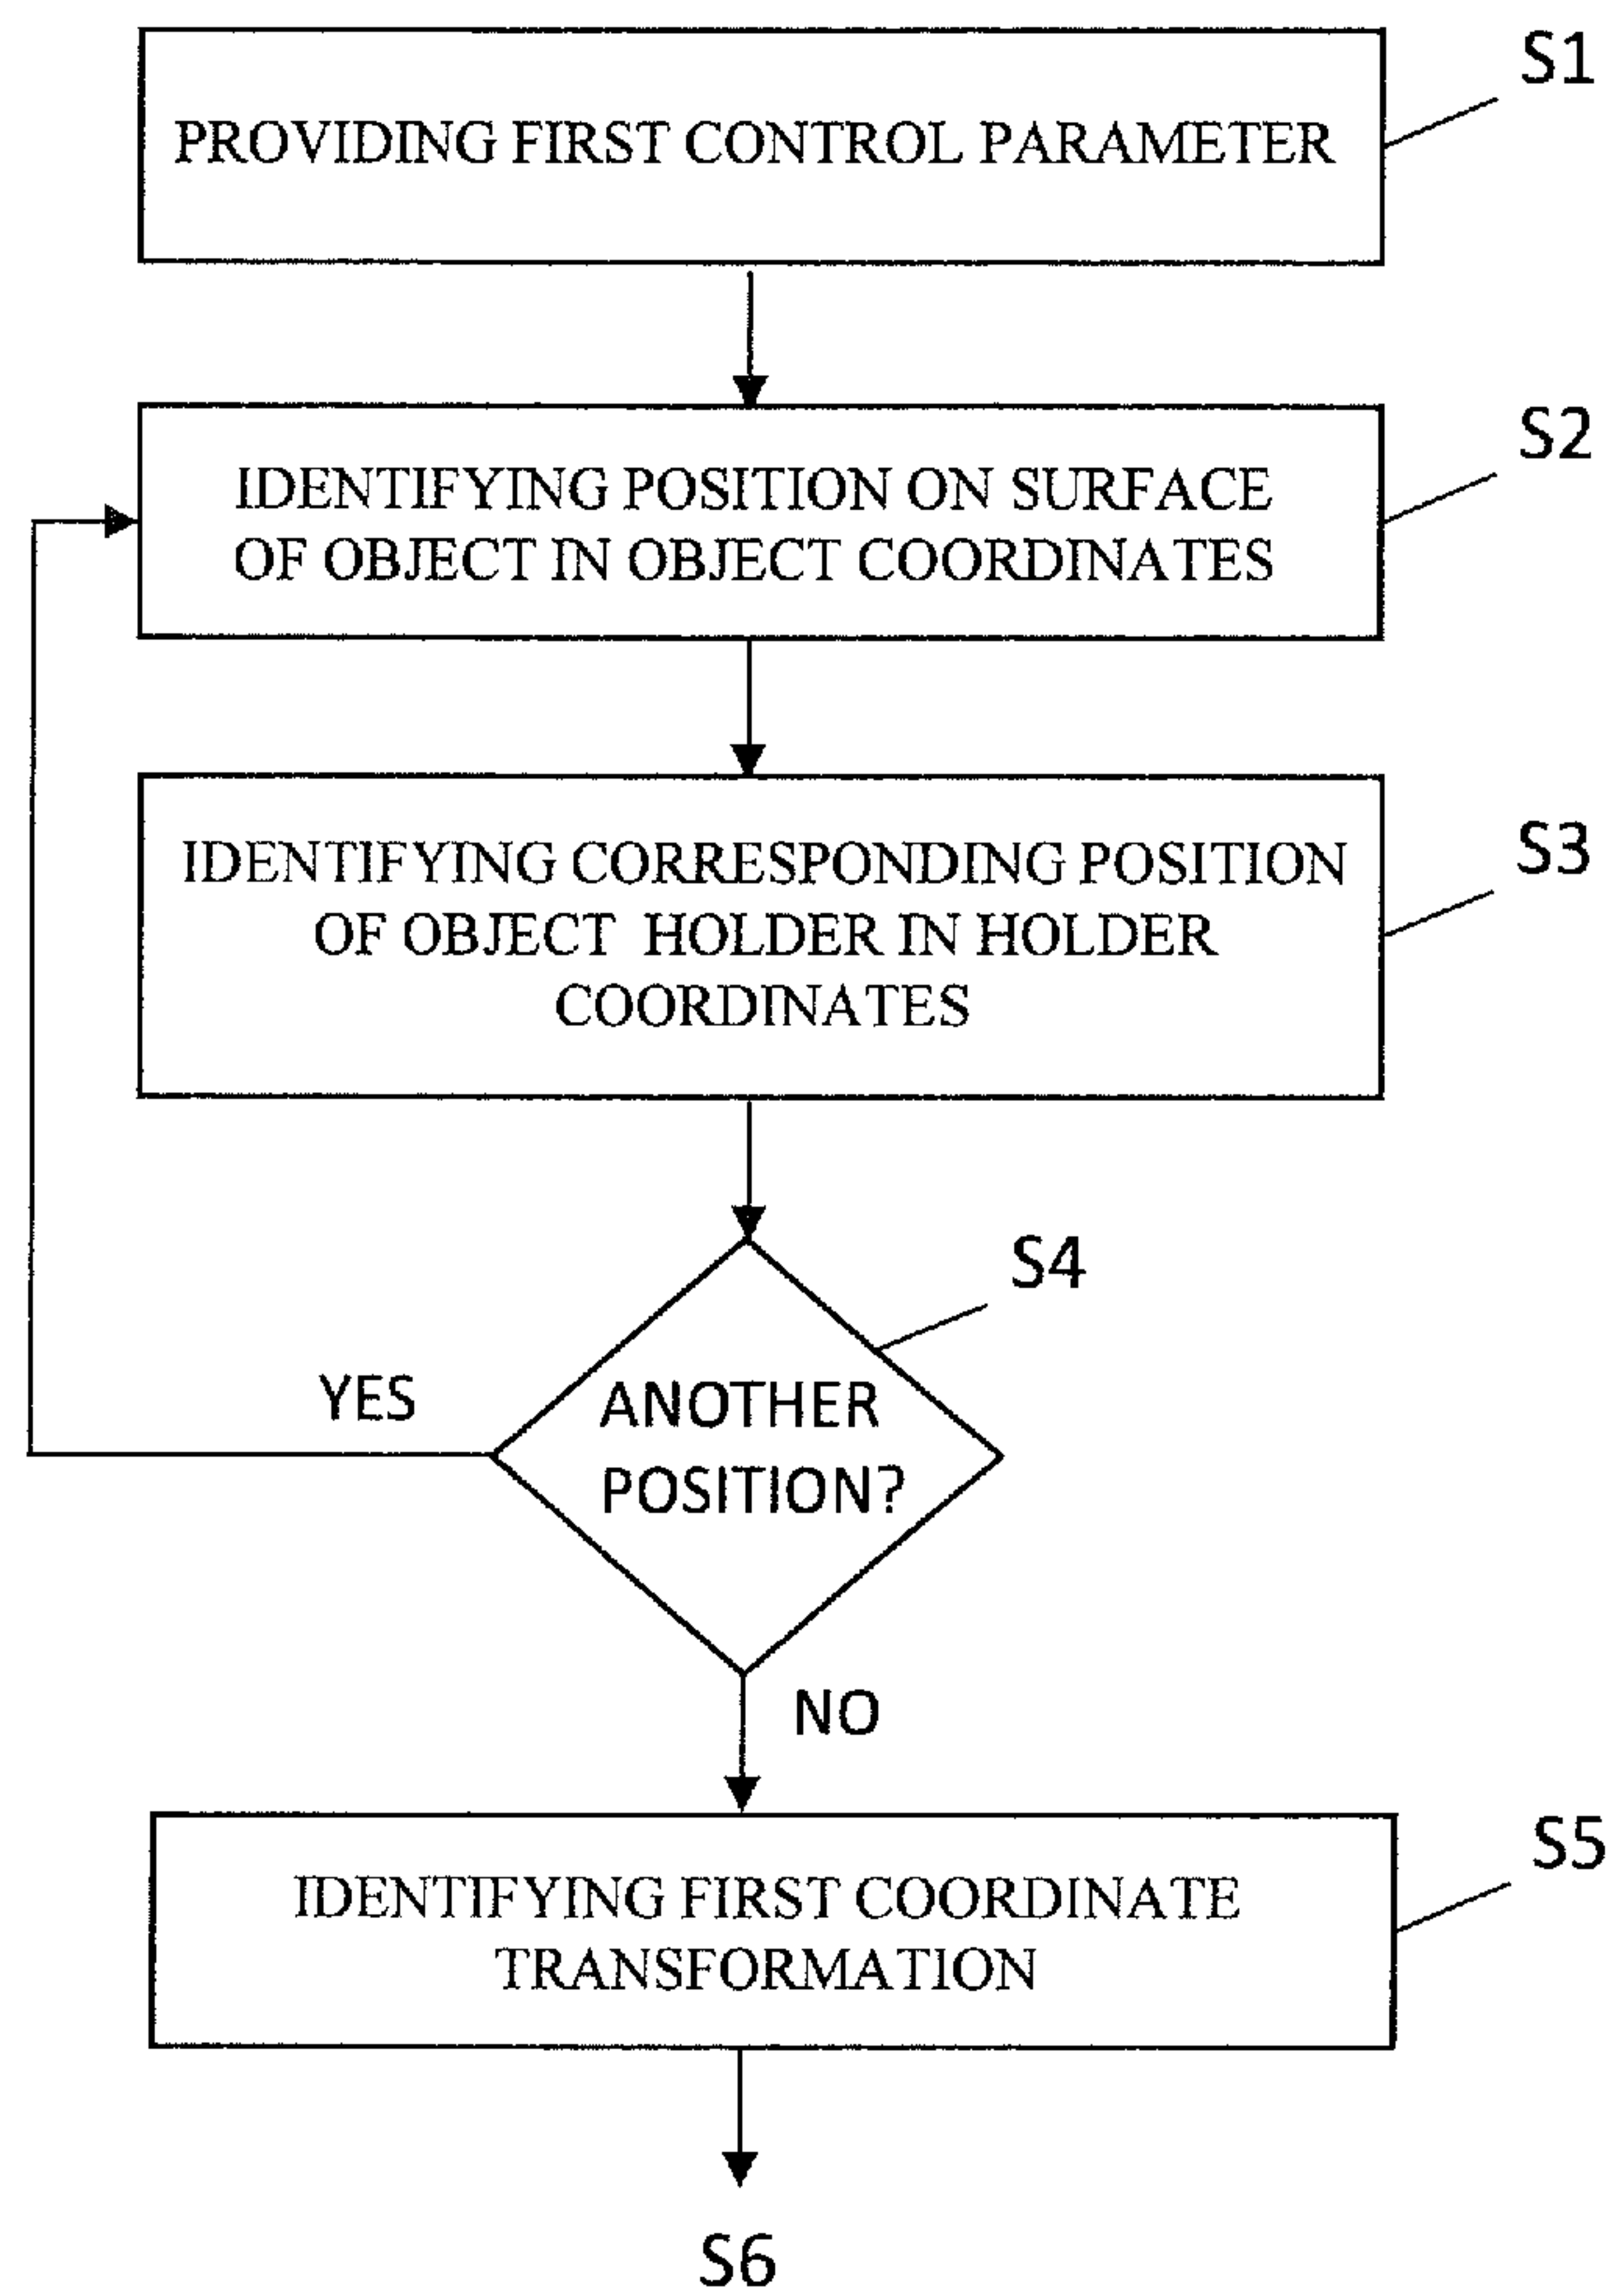 S1
PROVIDING FIRST CONTROL PARAMETER
S2
IDENTIFYING POSITION ON SURFACE
OF OBJECT IN OBJECT COORDINATES
S3
IDENTIFYING CORRESPONDING POSITION
OF OBJECT HOLDER IN HOLDER
COORDINATES
S4
YES
ANOTHER
POSITION?
NO
S5
IDENTIFYING FIRST COORDINATE
TRANSFORMATION
S6